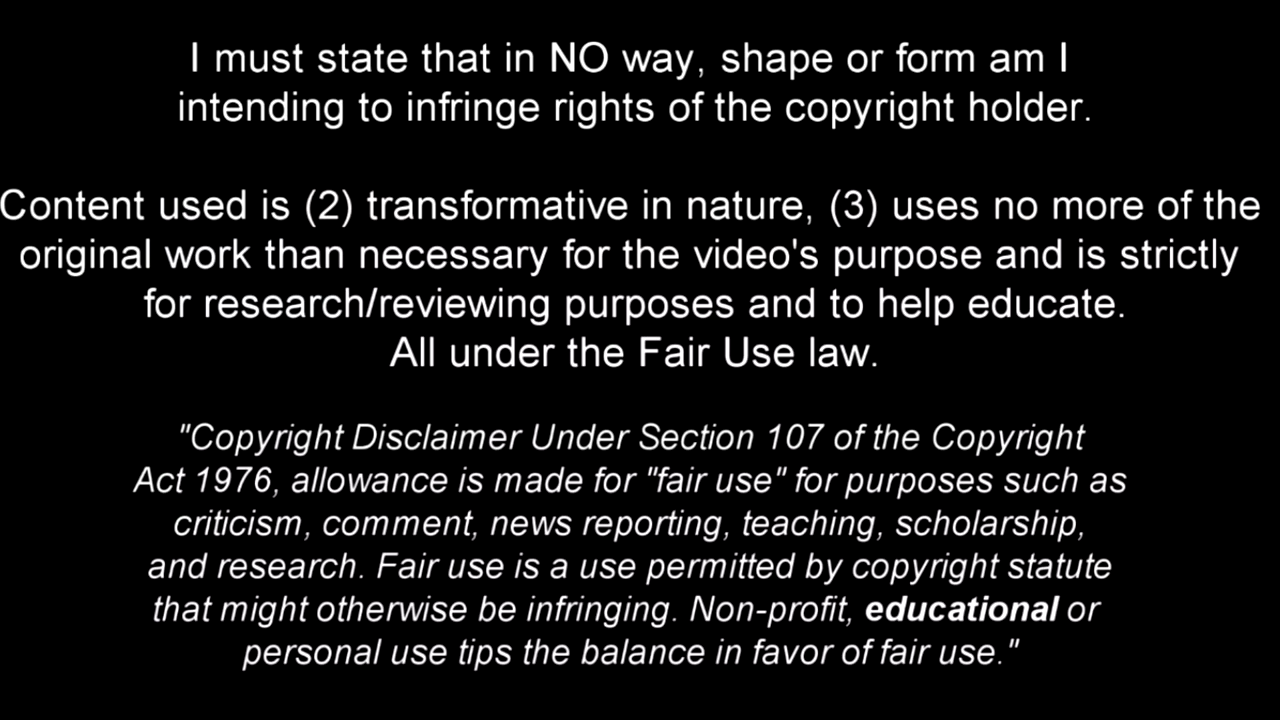 I must state that in NO way, shape or form am I
intending to infringe rights of the copyright holder.
Content used is (2) transformative in nature, (3) uses no more of the
original work than necessary for the video's purpose and is strictly
for research/reviewing purposes and to help educate.
All under the Fair Use law.
"Copyright Disclaimer Under Section 107 of the Copyright
Act 1976, allowance is made for "fair use" for purposes such as
criticism, comment, news reporting, teaching, scholarship,
and research. Fair use is a use permitted by copyright statute
that might otherwise be infringing. Non-profit, educational or
personal use tips the balance in favor of fair use."